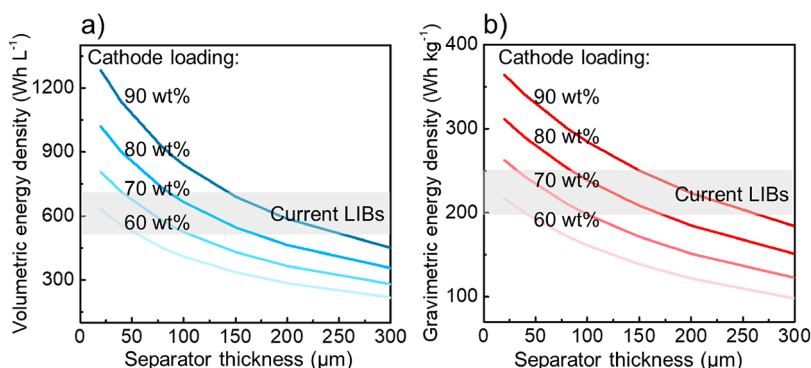 a)
Volumetric energy density (Wh L⁻¹)
Cathode loading:
90 wt%
80 wt%
70 wt%
60 wt%
Current LIBs
1200
900
600
300
0
50
100
150
200
250
300
Separator thickness (µm)
b)
Gravimetric energy density (Wh kg⁻¹)
Cathode loading:
90 wt%
80 wt%
70 wt%
60 wt%
Current LIBs
400
300
200
100
0
50
100
150
200
250
300
Separator thickness (µm)